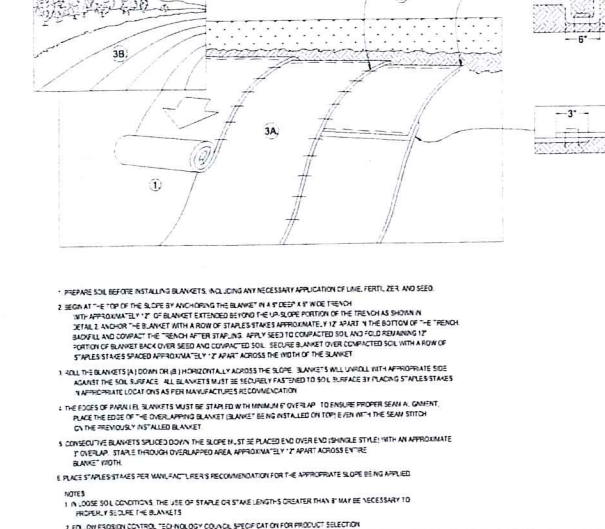 3B.
6"
3"
3A.
1.
1. PREPARE SOIL BEFORE INSTALLING BLANKETS, INCLUDING ANY NECESSARY APPLICATION OF LIME, FERTILIZER, AND SEED.
2. BEGIN AT THE TOP OF THE SLOPE BY ANCHORING THE BLANKET IN A 6" DEEP X 6" WIDE TRENCH
WITH APPROXIMATELY 12" OF BLANKET EXTENDED BEYOND THE UP-SLOPE PORTION OF THE TRENCH AS SHOWN IN
DETAIL 2. ANCHOR THE BLANKET WITH A ROW OF STAPLES/STAKES APPROXIMATELY 12" APART IN THE BOTTOM OF THE TRENCH.
BACKFILL AND COMPACT THE TRENCH AFTER STAPLING. APPLY SEED TO COMPACTED SOIL AND FOLD REMAINING 12"
PORTION OF BLANKET BACK OVER SEED AND COMPACTED SOIL. SECURE BLANKET OVER COMPACTED SOIL WITH A ROW OF
STAPLES/STAKES SPACED APPROXIMATELY 12" APART ACROSS THE WIDTH OF THE BLANKET
3. ROLL THE BLANKETS (A.) DOWN OR (B.) HORIZONTALLY ACROSS THE SLOPE. BLANKETS WILL UNROLL WITH APPROPRIATE SIDE
AGAINST THE SOIL SURFACE. ALL BLANKETS MUST BE SECURELY FASTENED TO SOIL SURFACE BY PLACING STAPLES/STAKES
IN APPROPRIATE LOCATIONS AS PER MANUFACTURES RECOMMENDATION
4. THE EDGES OF PARALLEL BLANKETS MUST BE STAPLED WITH MINIMUM 6" OVERLAP. TO ENSURE PROPER SEAM ALIGNMENT,
PLACE THE EDGE OF THE OVERLAPPING BLANKET (BLANKET BEING INSTALLED ON TOP) EVEN WITH THE SEAM STITCH
ON THE PREVIOUSLY INSTALLED BLANKET.
5. CONSECUTIVE BLANKETS SPLICED DOWN THE SLOPE MUST BE PLACED END OVER END (SHINGLE STYLE) WITH AN APPROXIMATE
3" OVERLAP. STAPLE THROUGH OVERLAPPED AREA, APPROXIMATELY 12" APART ACROSS ENTIRE
BLANKET WIDTH.
6. PLACE STAPLES/STAKES PER MANUFACTURER'S RECOMMENDATION FOR THE APPROPRIATE SLOPE BEING APPLIED.
NOTES
1. IN LOOSE SOIL CONDITIONS, THE USE OF STAPLE OR STAKE LENGTHS GREATER THAN 6" MAY BE NECESSARY TO
PROPERLY SECURE THE BLANKETS
2. FOLLOW EROSION CONTROL TECHNOLOGY COUNCIL SPECIFICATION FOR PRODUCT SELECTION